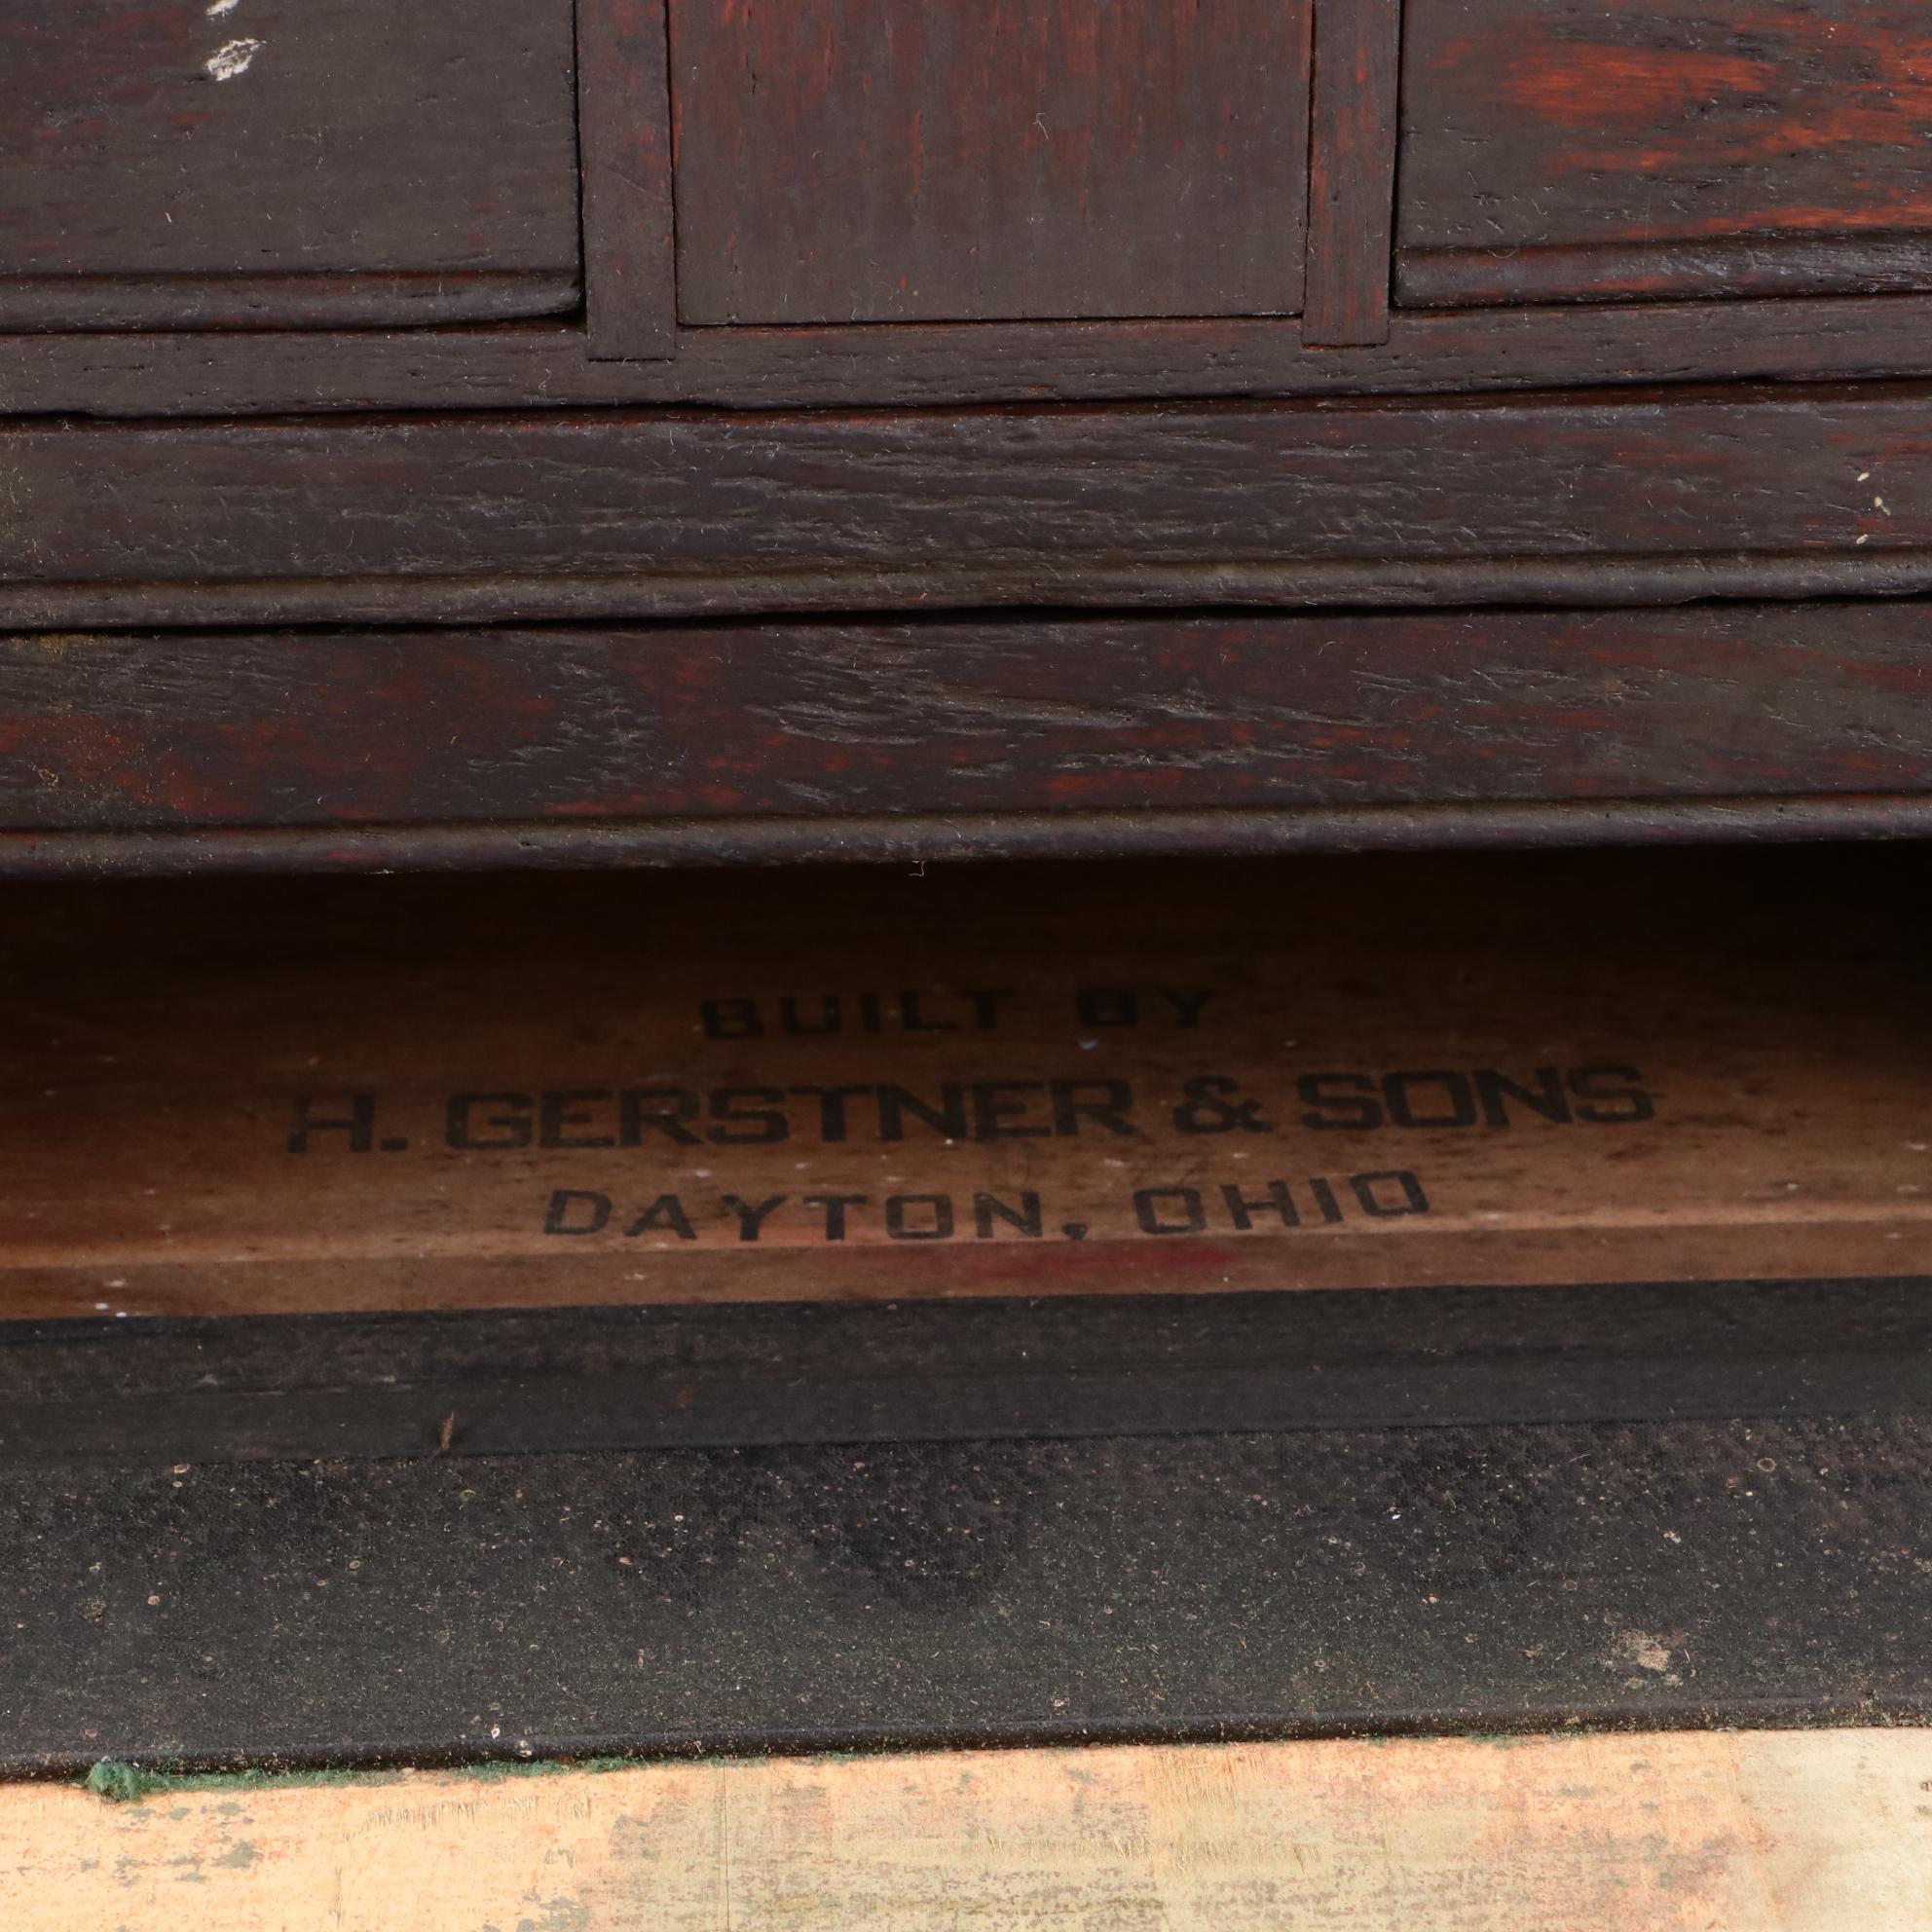 BUILT BY
H. GERSTNER & SONS
DAYTON, OHIO